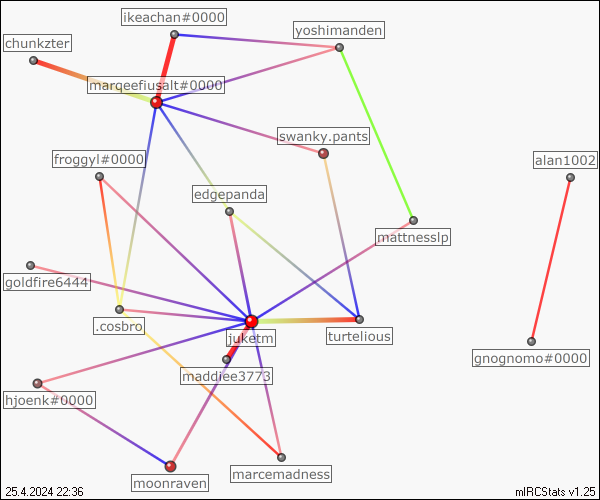 ikeachan#0000
yoshimanden
chunkzter
marqeefiusalt#0000
swanky.pants
froggyl#0000
alan1002
edgepanda
mattnesslp
goldfire6444
.cosbro
juketm
turtelious
gnognomo#0000
maddiee3773
hjoenk#0000
marcemadness
moonraven
25.4.2024 22:36
mIRCStats v1.25